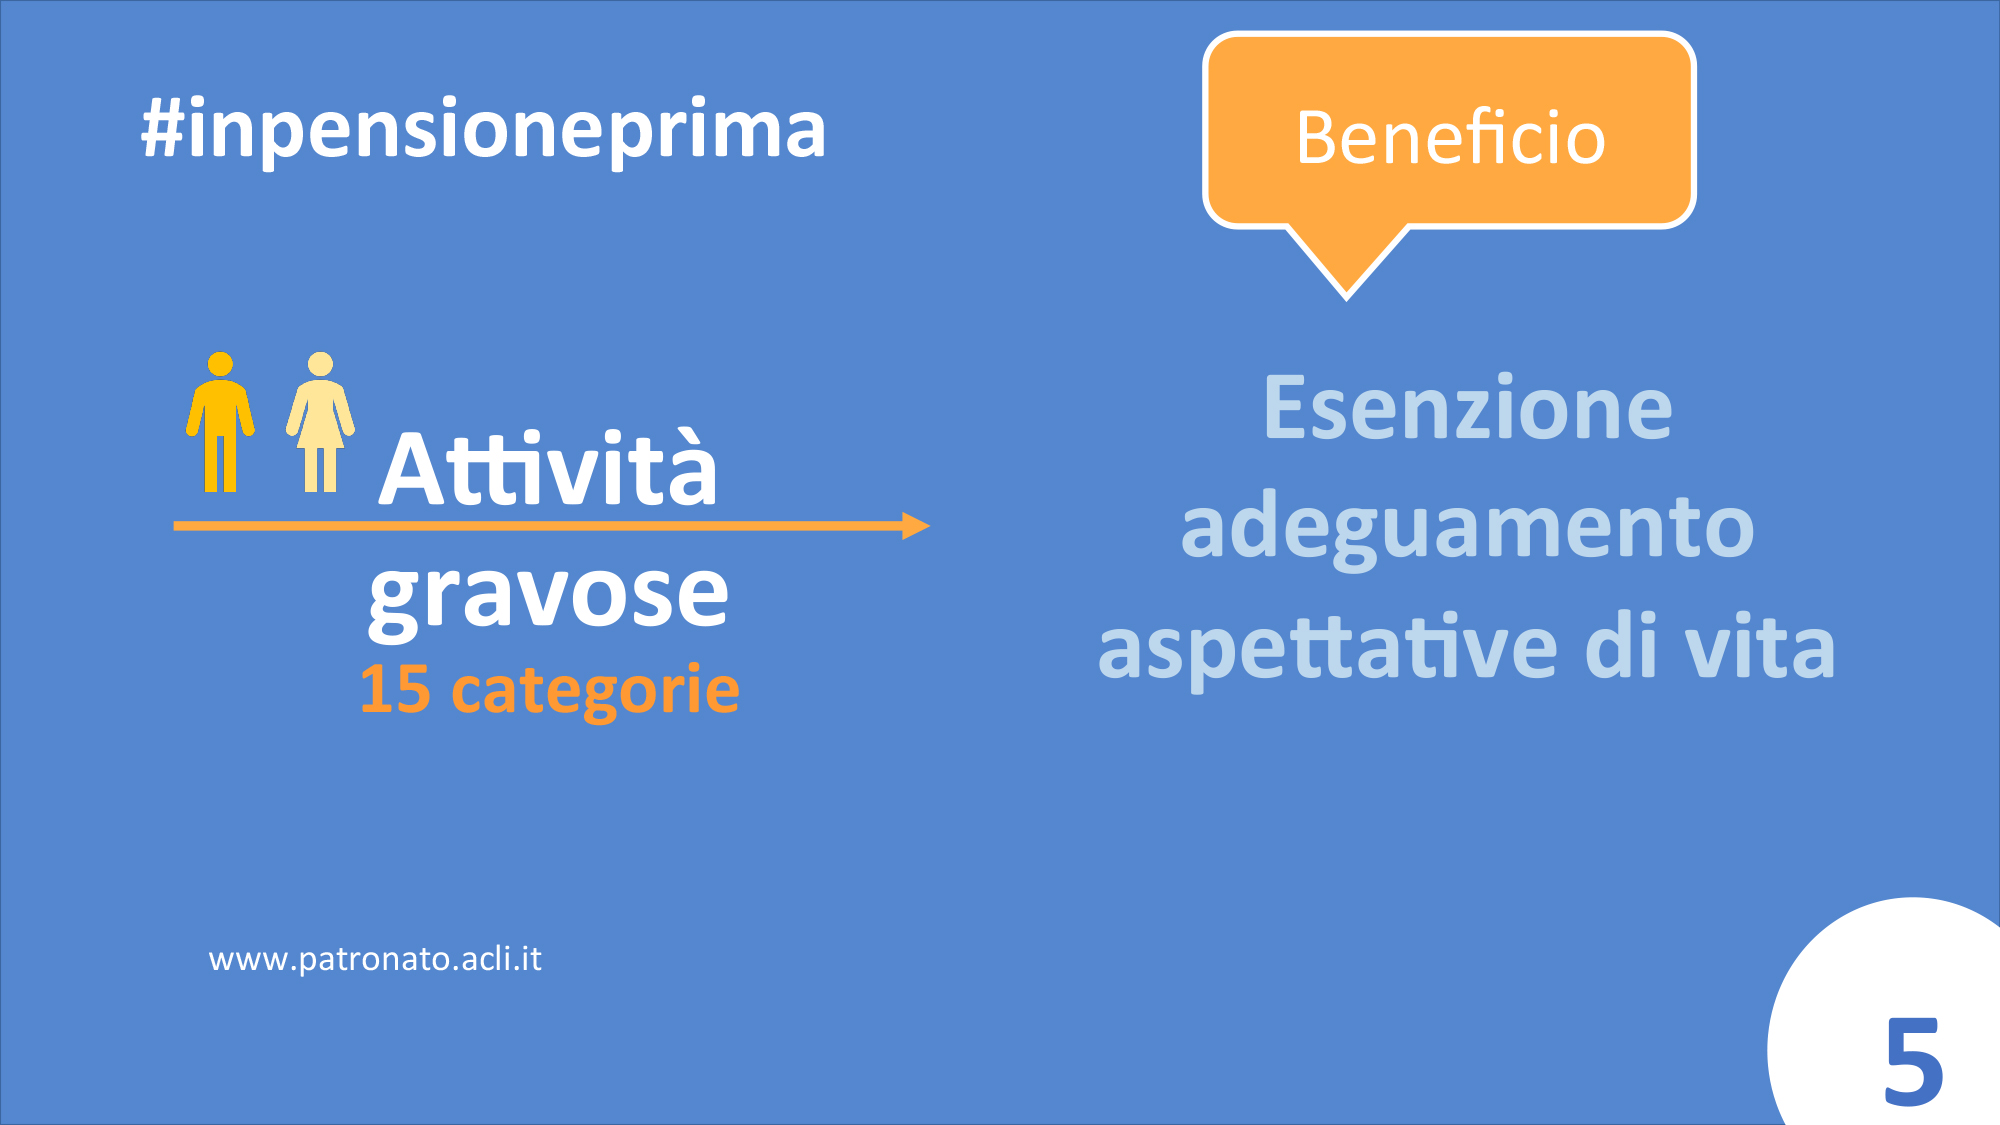 #inpensioneprima
Beneficio
Attività
gravose
15 categorie
Esenzione
adeguamento
aspettative di vita
www.patronato.acli.it
5